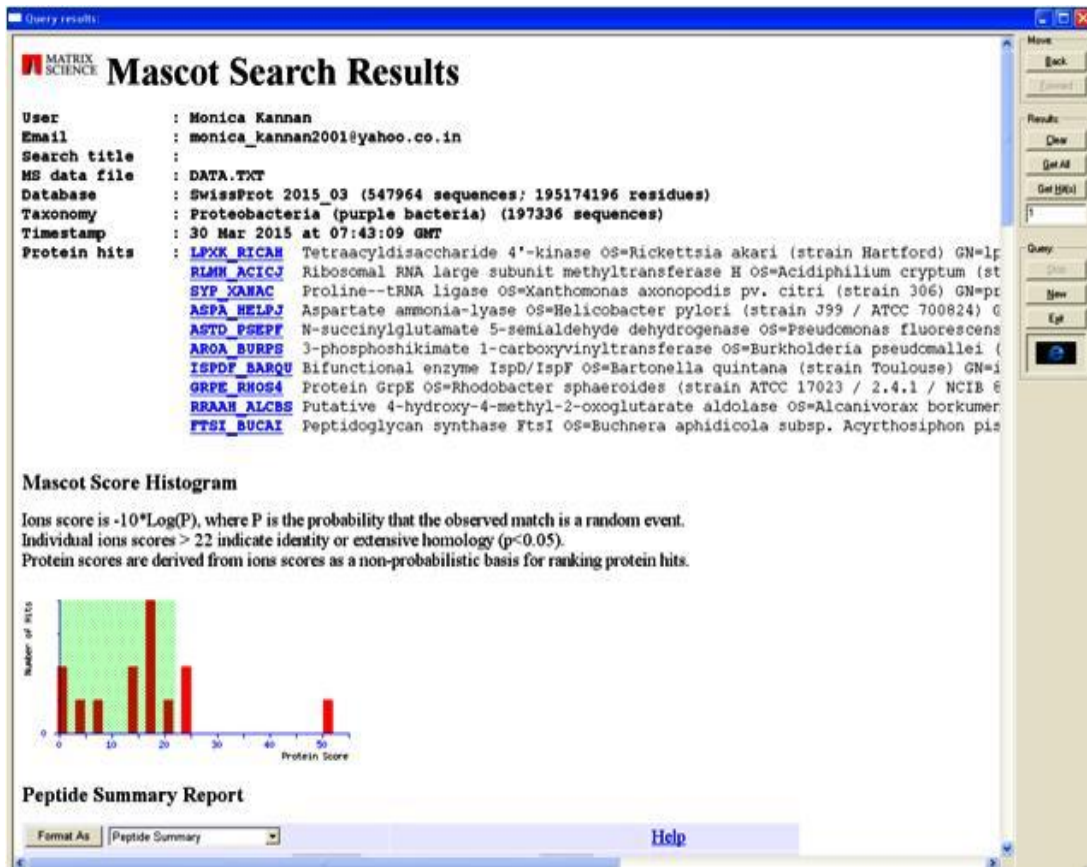 Query results:
MATRIX
SCIENCE
Mascot Search Results
User : Monica Kannan
Email : monica_kannan2001@yahoo.co.in
Search title :
MS data file : DATA.TXT
Database : SwissProt 2015_03 (547964 sequences; 195174196 residues)
Taxonomy : Proteobacteria (purple bacteria) (197336 sequences)
Timestamp : 30 Mar 2015 at 07:43:09 GMT
Protein hits : LPXK_RICAH Tetraacyldisaccharide 4'-kinase OS=Rickettsia akari (strain Hartford) GN=lp
RLMH_ACICJ Ribosomal RNA large subunit methyltransferase H OS=Acidiphilium cryptum (st
SYP_XANAC Proline--tRNA ligase OS=Xanthomonas axonopodis pv. citri (strain 306) GN=pr
ASPA_HELPJ Aspartate ammonia-lyase OS=Helicobacter pylori (strain J99 / ATCC 700824) G
ASTD_PSEPF N-succinylglutamate 5-semialdehyde dehydrogenase OS=Pseudomonas fluorescens
AROA_BURPS 3-phosphoshikimate 1-carboxyvinyltransferase OS=Burkholderia pseudomallei (
ISPDF_BARQU Bifunctional enzyme IspD/IspF OS=Bartonella quintana (strain Toulouse) GN=i
GRPE_RHOS4 Protein GrpE OS=Rhodobacter sphaeroides (strain ATCC 17023 / 2.4.1 / NCIB 8
RRAAH_ALCBS Putative 4-hydroxy-4-methyl-2-oxoglutarate aldolase OS=Alcanivorax borkumen
FTSI_BUCAI Peptidoglycan synthase FtsI OS=Buchnera aphidicola subsp. Acyrthosiphon pis
Mascot Score Histogram
Ions score is -10*Log(P), where P is the probability that the observed match is a random event.
Individual ions scores > 22 indicate identity or extensive homology (p<0.05).
Protein scores are derived from ions scores as a non-probabilistic basis for ranking protein hits.
Number of Hits
0
0 10 20 30 40 50
Protein Score
Peptide Summary Report
Format As Peptide Summary Help
Move:
Back
Forward
Results:
Clear
Get All
Get Hit(s)
1
Query:
Stop
New
Exit